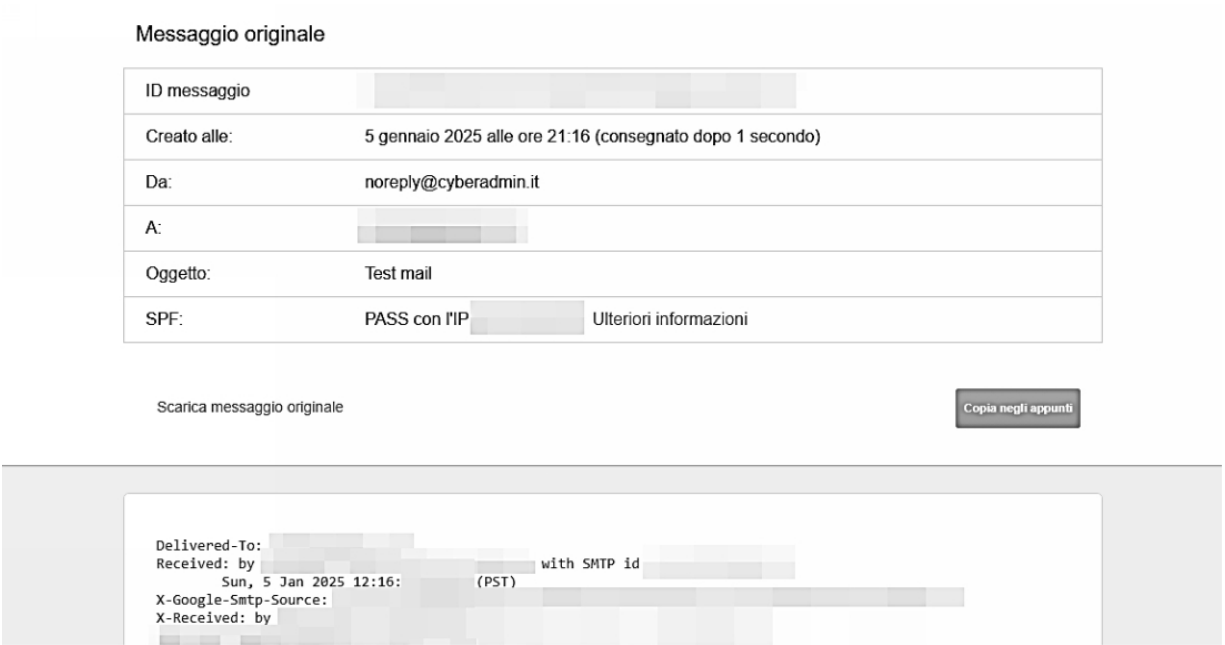 Messaggio originale
ID messaggio
Creato alle: 5 gennaio 2025 alle ore 21:16 (consegnato dopo 1 secondo)
Da: noreply@cyberadmin.it
A:
Oggetto: Test mail
SPF: PASS con l'IP Ulteriori informazioni
Scarica messaggio originale Copia negli appunti
Delivered-To:
Received: by with SMTP id
Sun, 5 Jan 2025 12:16: (PST)
X-Google-Smtp-Source:
X-Received: by